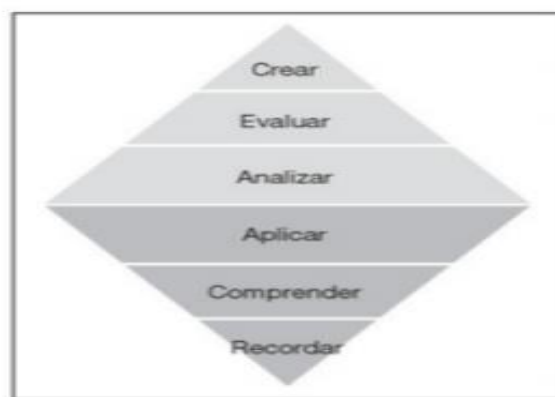 Crear
Evaluar
Analizar
Aplicar
Comprender
Recordar